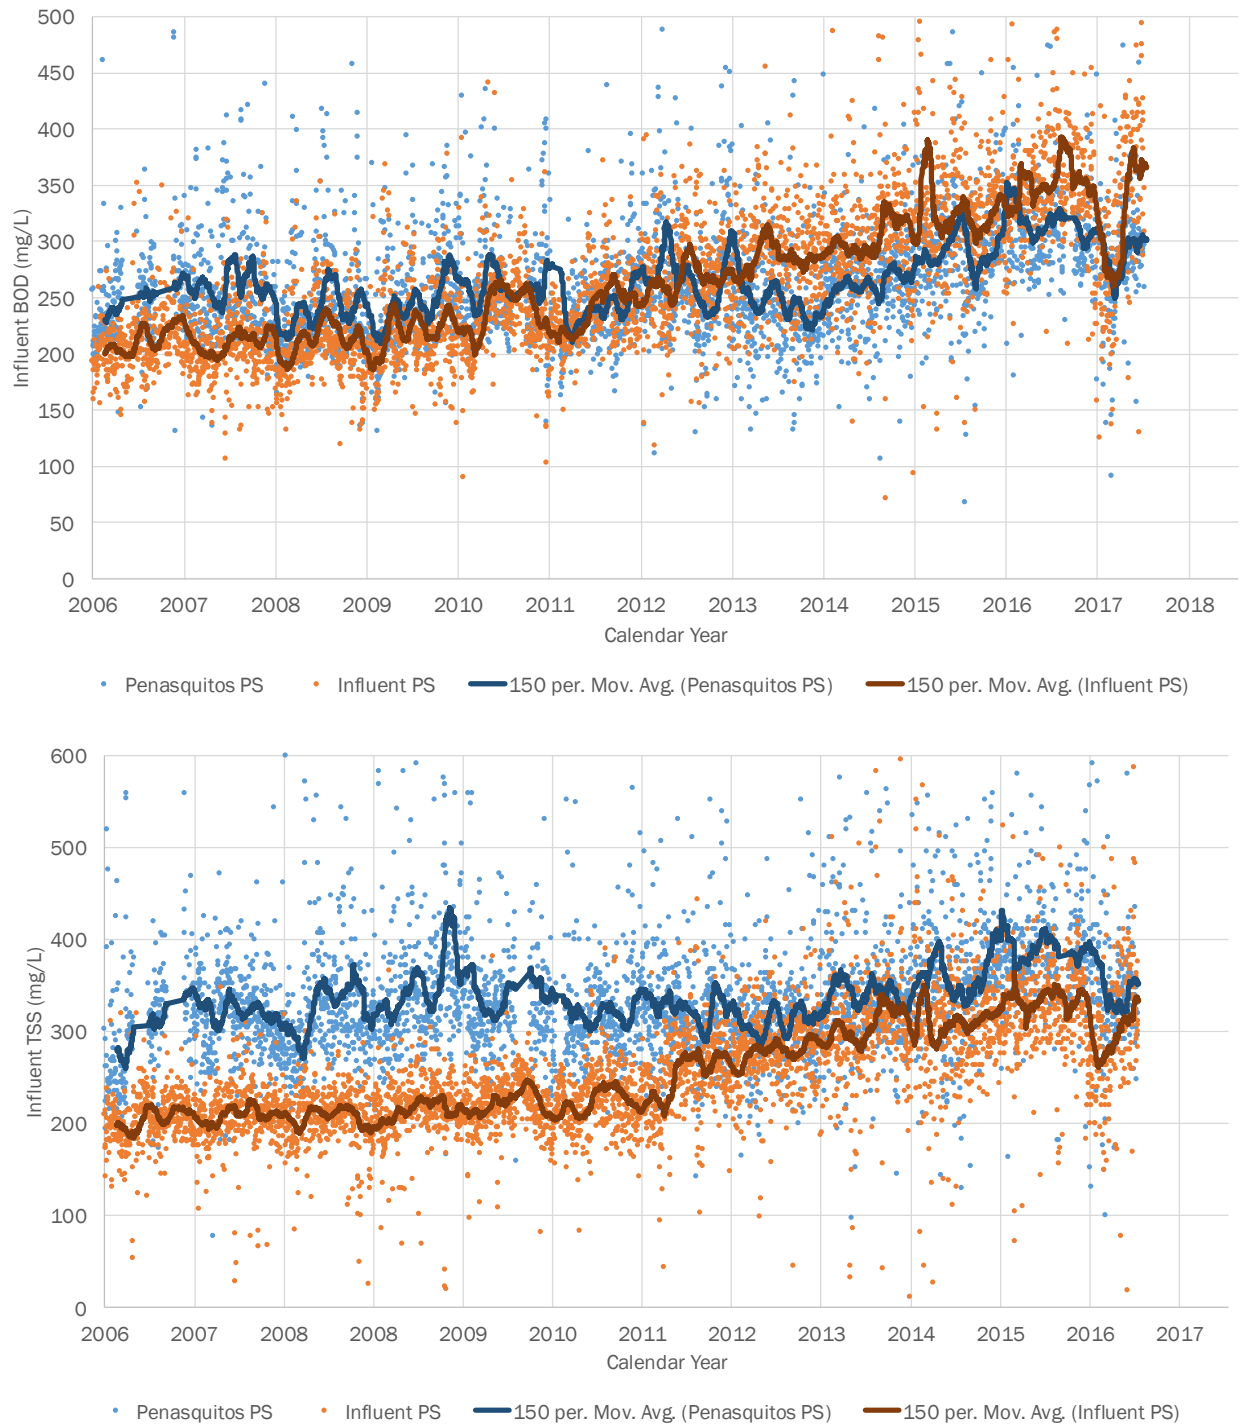 500
450
400
350
300
250
200
150
100
50
0
Influent BOD (mg/L)
2006 2007 2008 2009 2010 2011 2012 2013 2014 2015 2016 2017 2018
Calendar Year
Penasquitos PS Influent PS 150 per. Mov. Avg. (Penasquitos PS) 150 per. Mov. Avg. (Influent PS)
600
500
400
300
200
100
0
Influent TSS (mg/L)
2006 2007 2008 2008 2009 2010 2011 2012 2013 2014 2015 2016 2017
Calendar Year
Penasquitos PS Influent PS 150 per. Mov. Avg. (Penasquitos PS) 150 per. Mov. Avg. (Influent PS)